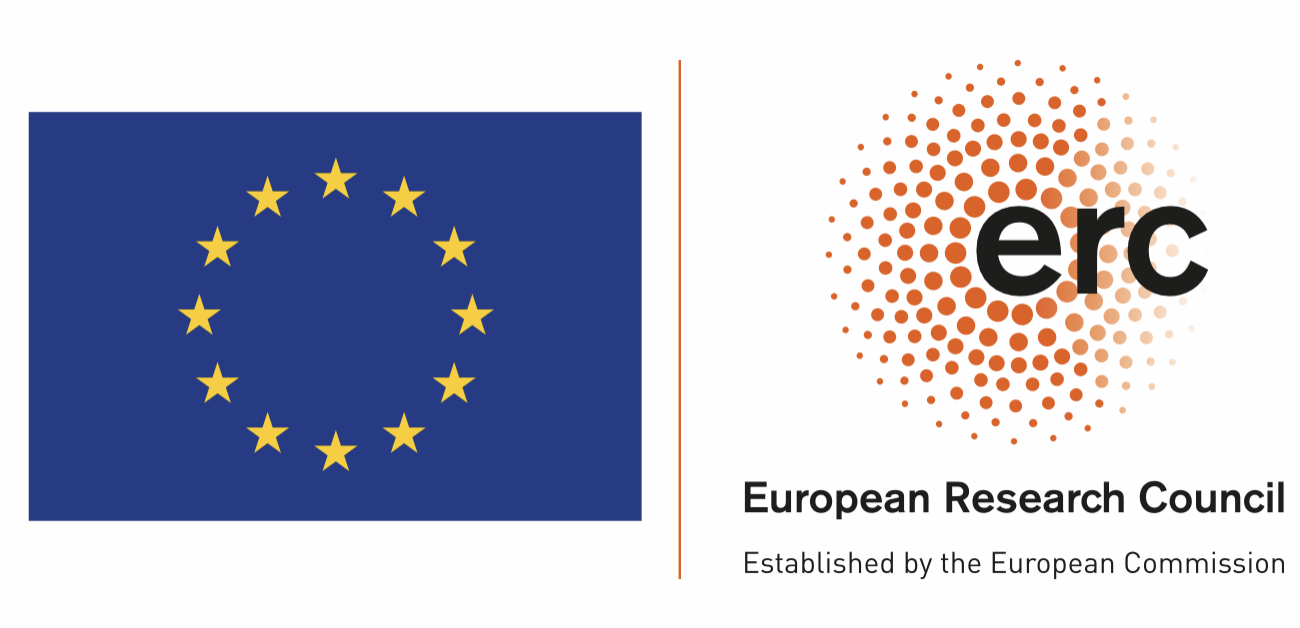 erc
European Research Council
Established by the European Commission